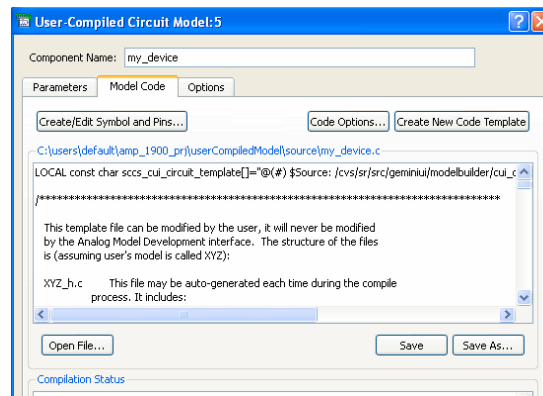 User-Compiled Circuit Model:5
Component Name: my_device
Parameters Model Code Options
Create/Edit Symbol and Pins... Code Options... Create New Code Template
C:\users\default\amp_1900_prj\userCompiledModel\source\my_device.c
LOCAL const char sccs_cui_circuit_template[]="@(#) $Source: /cvs/sr/src/geminiui/modelbuilder/cui_c
/******************************************************************************
This template file can be modified by the user, it will never be modified
by the Analog Model Development interface. The structure of the files
is (assuming user's model is called XYZ):
XYZ_h.c This file may be auto-generated each time during the compile
process. It includes:
Open File... Save Save As...
Compilation Status